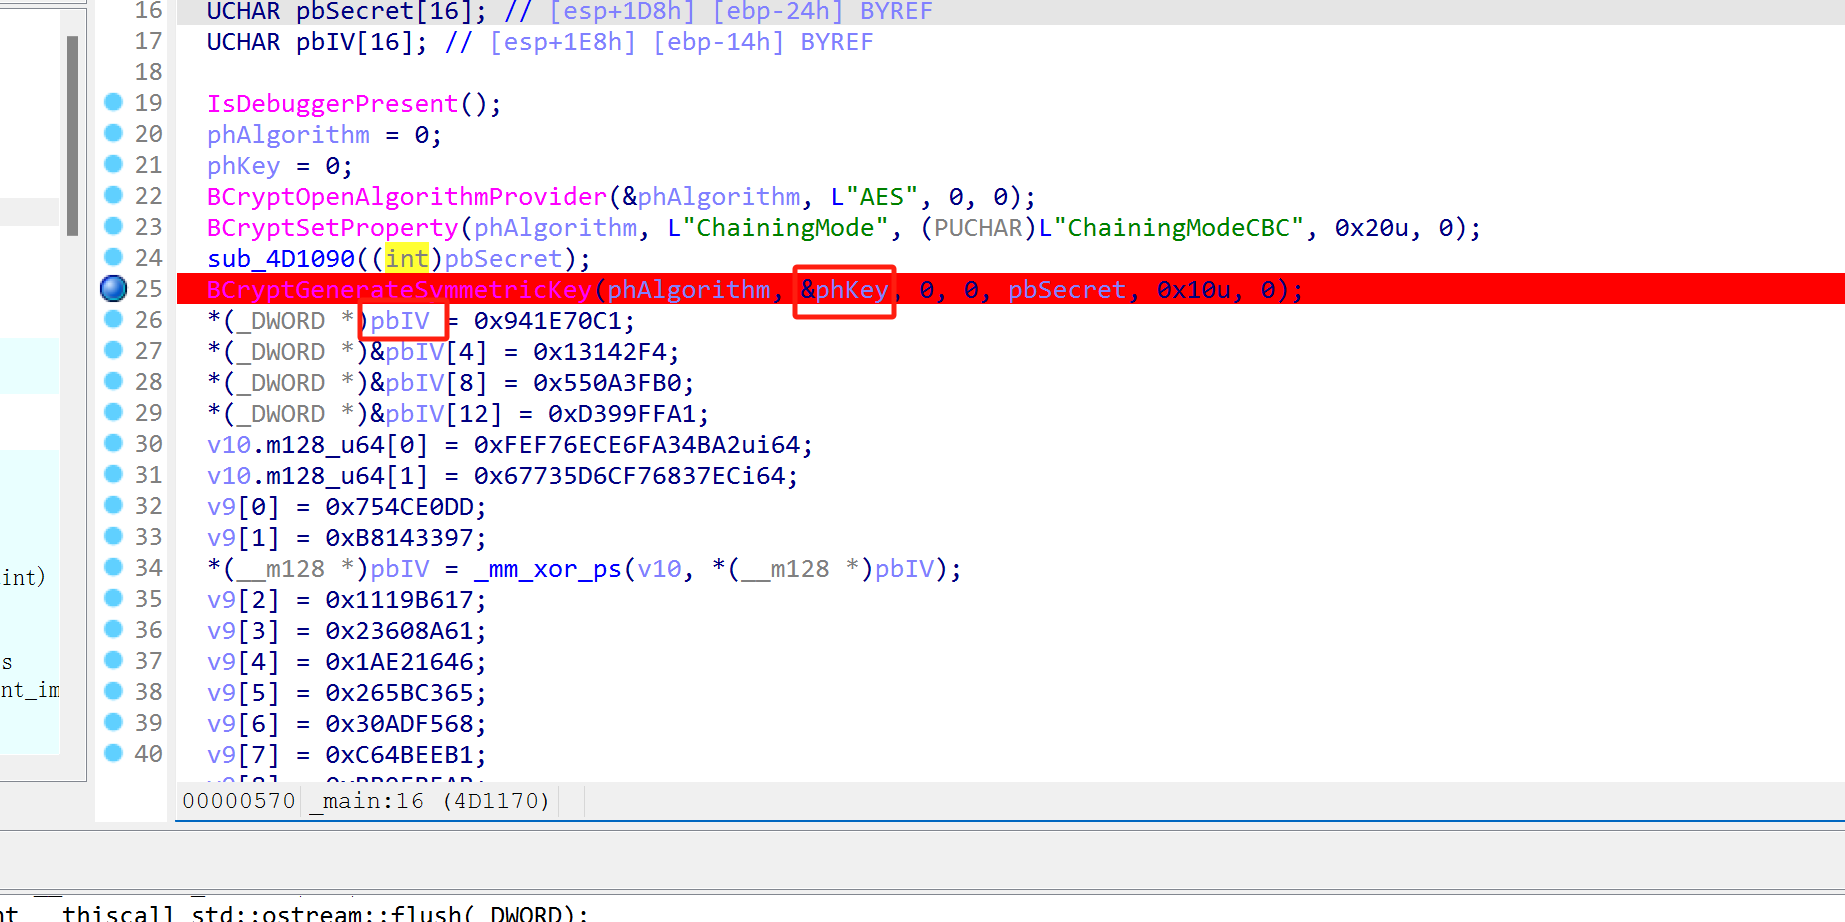 16 UCHAR pbSecret[16]; // [esp+1D8h] [ebp-24h] BYREF
17 UCHAR pbIV[16]; // [esp+1E8h] [ebp-14h] BYREF
18
19 IsDebuggerPresent();
20 phAlgorithm = 0;
21 phKey = 0;
22 BCryptOpenAlgorithmProvider(&phAlgorithm, L"AES", 0, 0);
23 BCryptSetProperty(phAlgorithm, L"ChainingMode", (PUCHAR)L"ChainingModeCBC", 0x20u, 0);
24 sub_4D1090((int)pbSecret);
25 BCryptGenerateSymmetricKey(phAlgorithm, &phKey, 0, 0, pbSecret, 0x10u, 0);
26 *(_DWORD *)pbIV = 0x941E70C1;
27 *(_DWORD *)&pbIV[4] = 0x13142F4;
28 *(_DWORD *)&pbIV[8] = 0x550A3FB0;
29 *(_DWORD *)&pbIV[12] = 0xD399FFA1;
30 v10.m128_u64[0] = 0xFEF76ECE6FA34BA2ui64;
31 v10.m128_u64[1] = 0x67735D6CF76837ECi64;
32 v9[0] = 0x754CE0DD;
33 v9[1] = 0xB8143397;
34 *(__m128 *)pbIV = _mm_xor_ps(v10, *(__m128 *)pbIV);
int)
35 v9[2] = 0x1119B617;
36 v9[3] = 0x23608A61;
37 v9[4] = 0x1AE21646;
s
38 v9[5] = 0x265BC365;
nt_im
39 v9[6] = 0x30ADF568;
40 v9[7] = 0xC64BEEB1;
00000570 _main:16 (4D1170)
nt __thiscall std::ostream::flush(_DWORD);